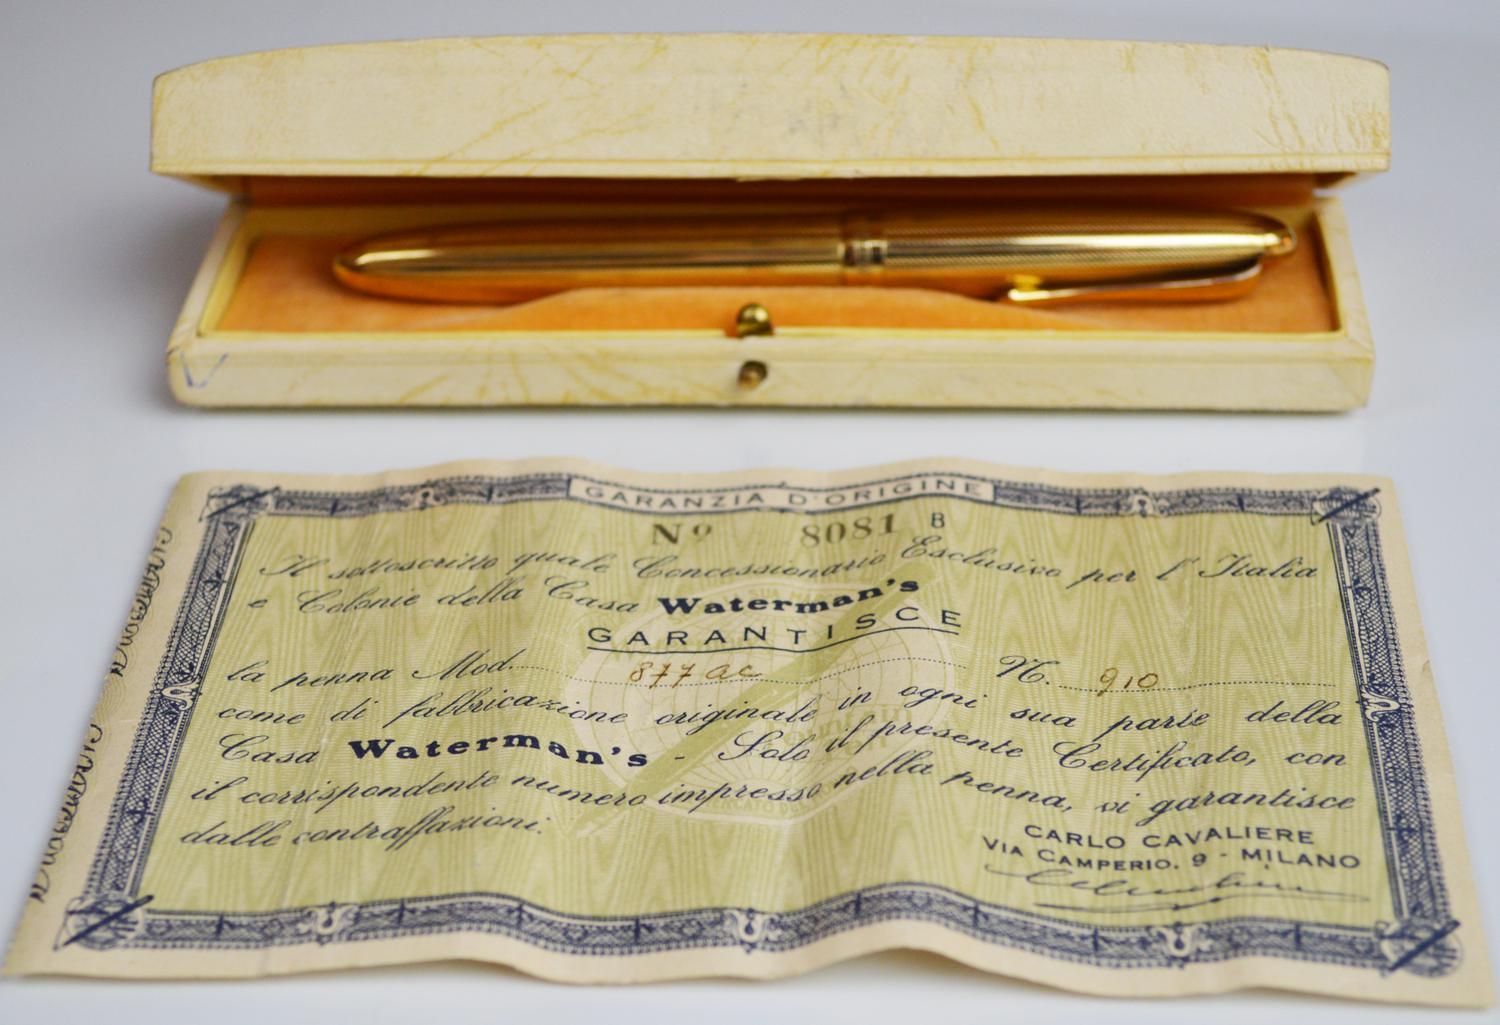 GARANZIA D'ORIGINE
Nº 8081 B
Il sottoscritto quale Concessionario Esclusivo per l'Italia
e Colonie della Casa Waterman's
GARANTISCE
la penna Mod. 877 ac N. 910
come di fabbricazione originale in ogni sua parte della
Casa Waterman's - Solo il presente Certificato, con
il corrispondente numero impresso nella penna, vi garantisce
dalle contraffazioni.
CARLO CAVALIERE
VIA CAMPERIO, 9 - MILANO